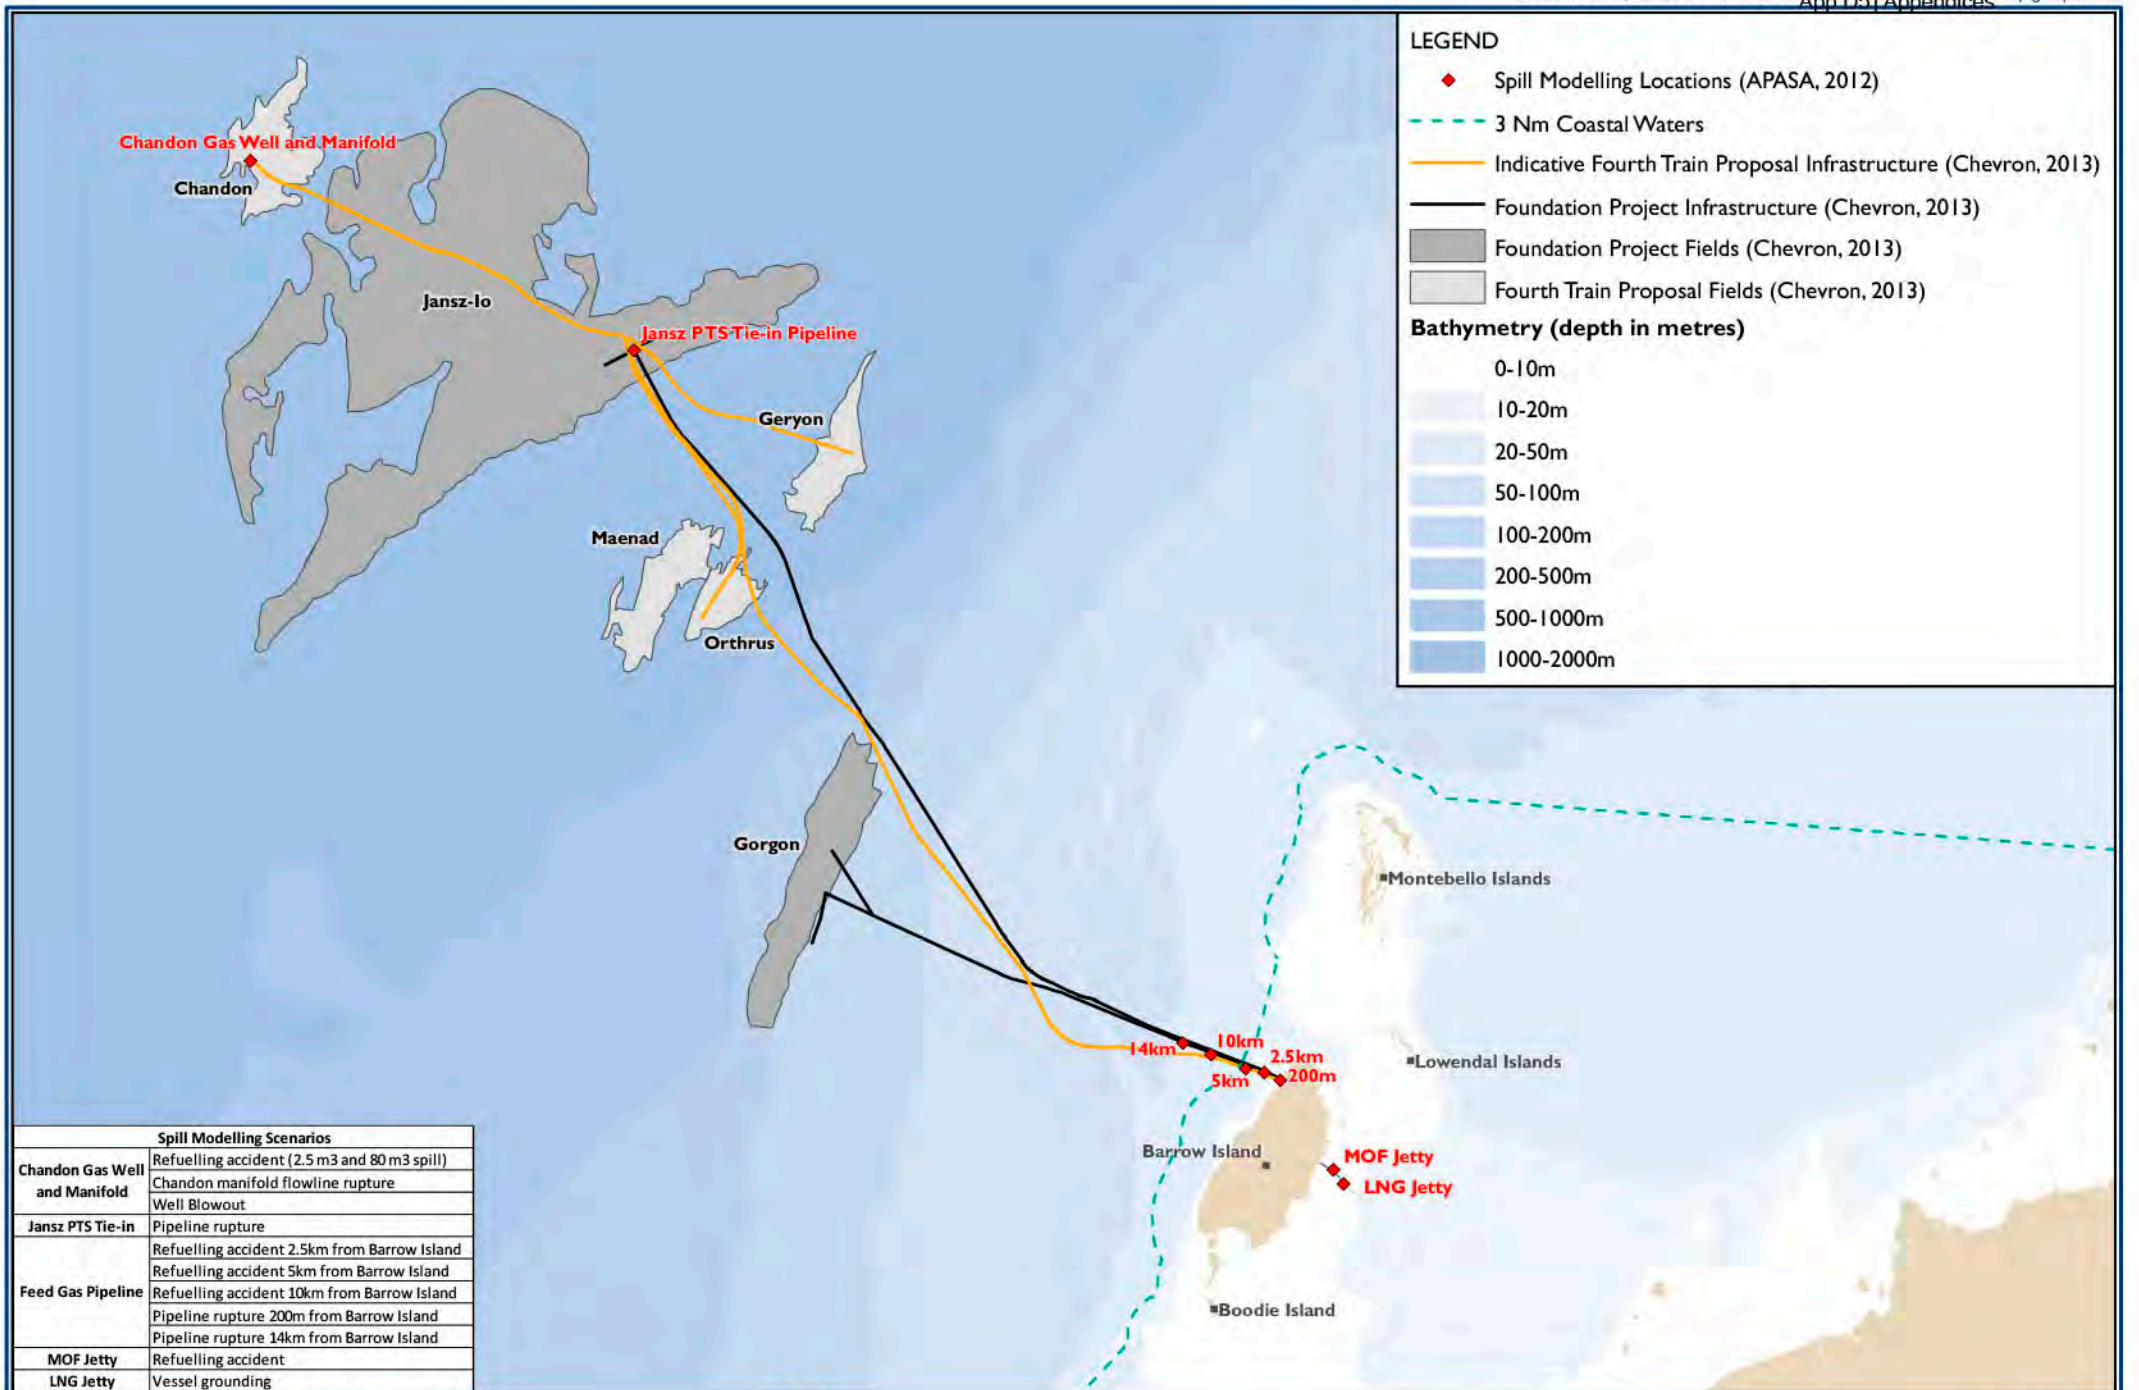 App D5 | Appendices
LEGEND
Spill Modelling Locations (APASA, 2012)
3 Nm Coastal Waters
Indicative Fourth Train Proposal Infrastructure (Chevron, 2013)
Foundation Project Infrastructure (Chevron, 2013)
Foundation Project Fields (Chevron, 2013)
Fourth Train Proposal Fields (Chevron, 2013)
Bathymetry (depth in metres)
0-10m
10-20m
20-50m
50-100m
100-200m
200-500m
500-1000m
1000-2000m
Chandon Gas Well and Manifold
Chandon
Jansz-Io
Jansz PTS Tie-in Pipeline
Geryon
Maenad
Orthrus
Gorgon
Montebello Islands
14km
10km
2.5km
5km
200m
Lowendal Islands
Barrow Island
MOF Jetty
LNG Jetty
Boodie Island
Spill Modelling Scenarios
Chandon Gas Well and Manifold
Refuelling accident (2.5 m3 and 80 m3 spill)
Chandon manifold flowline rupture
Well Blowout
Jansz PTS Tie-in
Pipeline rupture
Feed Gas Pipeline
Refuelling accident 2.5km from Barrow Island
Refuelling accident 5km from Barrow Island
Refuelling accident 10km from Barrow Island
Pipeline rupture 200m from Barrow Island
Pipeline rupture 14km from Barrow Island
MOF Jetty
Refuelling accident
LNG Jetty
Vessel grounding